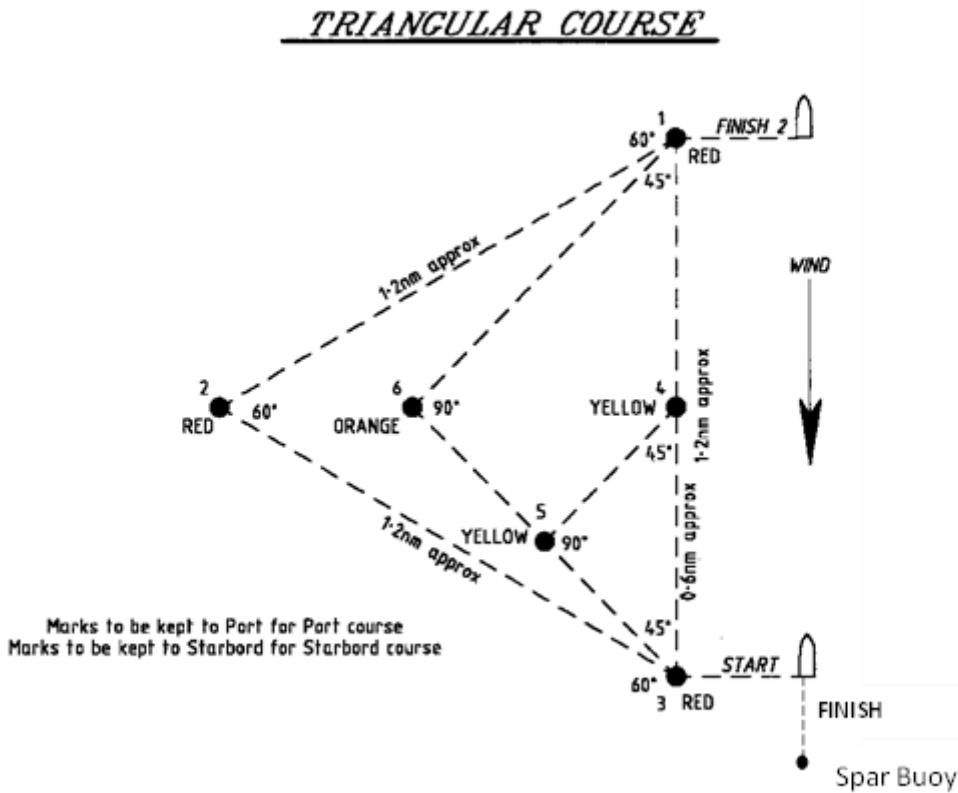 TRIANGULAR COURSE
1
FINISH 2
60°
RED
45°
1·2nm approx
WIND
2
6
4
1·2nm approx
RED
60°
ORANGE
90°
YELLOW
45°
5
YELLOW
90°
1·2nm approx
0·6nm approx
Marks to be kept to Port for Port course
Marks to be kept to Starbord for Starbord course
45°
START
60°
3
RED
FINISH
Spar Buoy